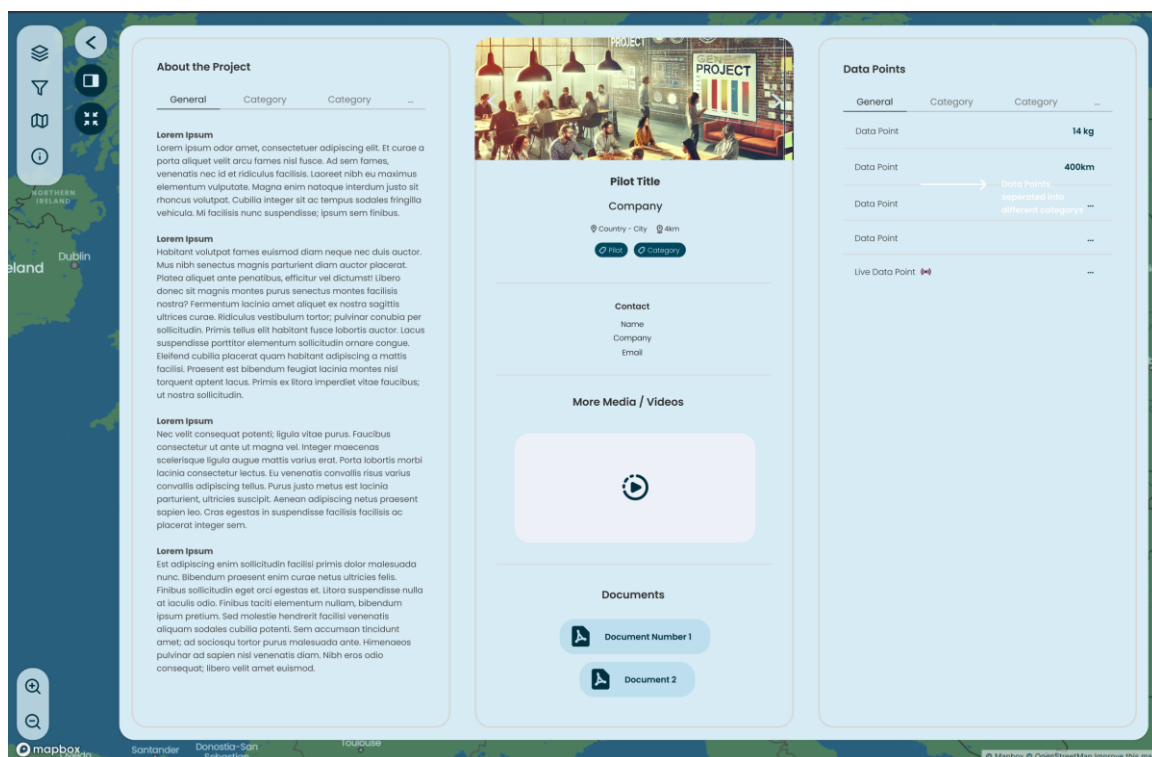 About the Project
General Category Category ...
Lorem Ipsum
Lorem ipsum odor amet, consectetuer adipiscing elit. Et curae a
porta aliquet velit arcu fames nisl fusce. Ad sem fames,
venenatis nec id et ridiculus facilisis. Laoreet nibh eu maximus
elementum vulputate. Magna enim natoque interdum justo sit
rhoncus volutpat. Cubilia integer sit ac tempus sodales fringilla
vehicula. Mi facilisis nunc suspendisse; ipsum sem finibus.
Lorem Ipsum
Habitant volutpat fames euismod diam neque nec duis auctor.
Mus nibh senectus magnis parturient diam auctor placerat.
Platea aliquet ante penatibus, efficitur vel dictumst! Libero
donec sit magnis montes purus senectus montes facilisis
nostra? Fermentum lacinia amet aliquet ex nostra sagittis
ultrices curae. Ridiculus vestibulum tortor; pulvinar conubia per
sollicitudin. Primis tellus elit habitant fusce lobortis auctor. Lacus
suspendisse porttitor elementum sollicitudin ornare congue.
Eleifend cubilia placerat quam habitant adipiscing a mattis
facilisi. Praesent est bibendum feugiat lacinia montes nisl
torquent aptent lacus. Primis ex litora imperdiet vitae faucibus;
ut nostra sollicitudin.
Lorem Ipsum
Nec velit consequat potenti; ligula vitae purus. Faucibus
consectetur ut ante ut magna vel. Integer maecenas
scelerisque ligula augue mattis varius erat. Porta lobortis morbi
lacinia consectetur lectus. Eu venenatis convallis risus varius
convallis adipiscing tellus. Purus justo metus est lacinia
parturient, ultricies suscipit. Aenean adipiscing netus praesent
sapien leo. Cras egestas in suspendisse facilisis facilisis ac
placerat integer sem.
Lorem Ipsum
Est adipiscing enim sollicitudin facilisi primis dolor malesuada
nunc. Bibendum praesent enim curae netus ultricies felis.
Finibus sollicitudin eget orci egestas et. Litora suspendisse nulla
at iaculis odio. Finibus taciti elementum nullam, bibendum
ipsum pretium. Sed molestie hendrerit facilisi venenatis
aliquam sodales cubilia potenti. Sem accumsan tincidunt
amet; ad sociosqu tortor purus malesuada ante. Himenaeos
pulvinar ad sapien nisl venenatis diam. Nibh eros odio
consequat; libero velit amet euismod.
PROJECT
PROJECT
Pilot Title
Company
Country - City 4km
Pilot Category
Contact
Name
Company
Email
More Media / Videos
Documents
Document Number 1
Document 2
Data Points
General Category Category ...
Data Point 14 kg
Data Point 400km
Data Points
seperated into
different categorys
Data Point ...
Data Point ...
Live Data Point ...
NORTHERN
IRELAND
Dublin
eland
mapbox
Santander
Donostia-San
Sebastian
Toulouse
© Mapbox © OpenStreetMap Improve this ma